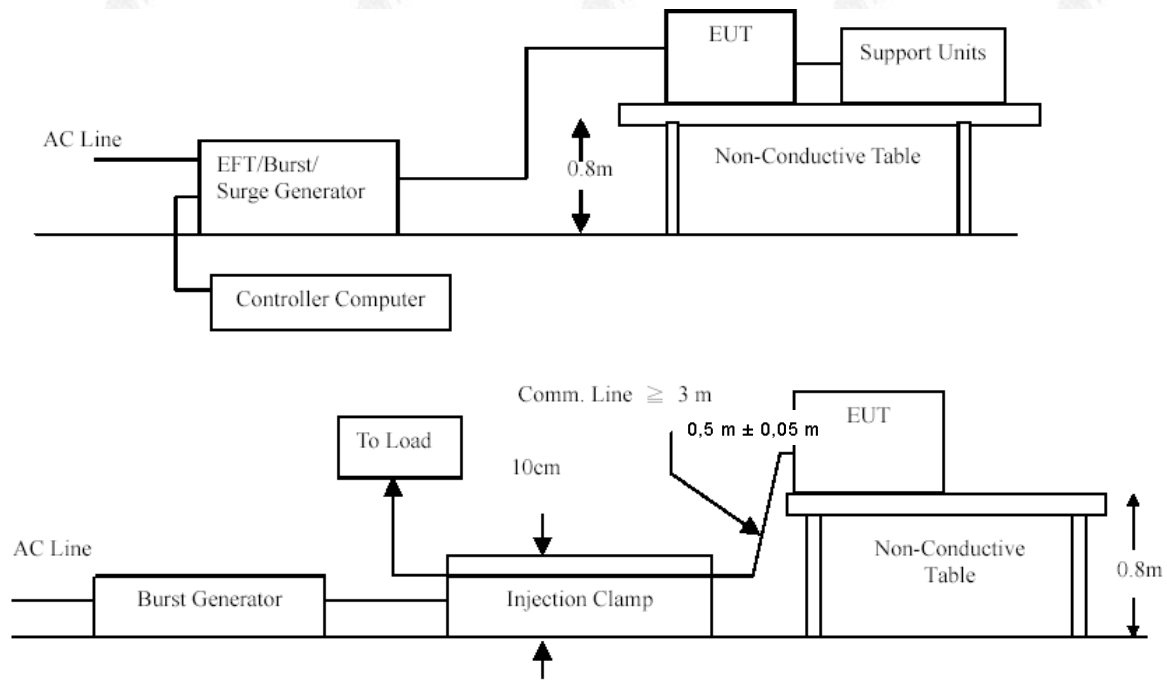 EUT
Support Units
AC Line
EFT/Burst/
Surge Generator
0.8m
Non-Conductive Table
Controller Computer
Comm. Line ≧ 3 m
EUT
0,5 m ± 0,05 m
To Load
10cm
AC Line
Non-Conductive
Table
0.8m
Burst Generator
Injection Clamp